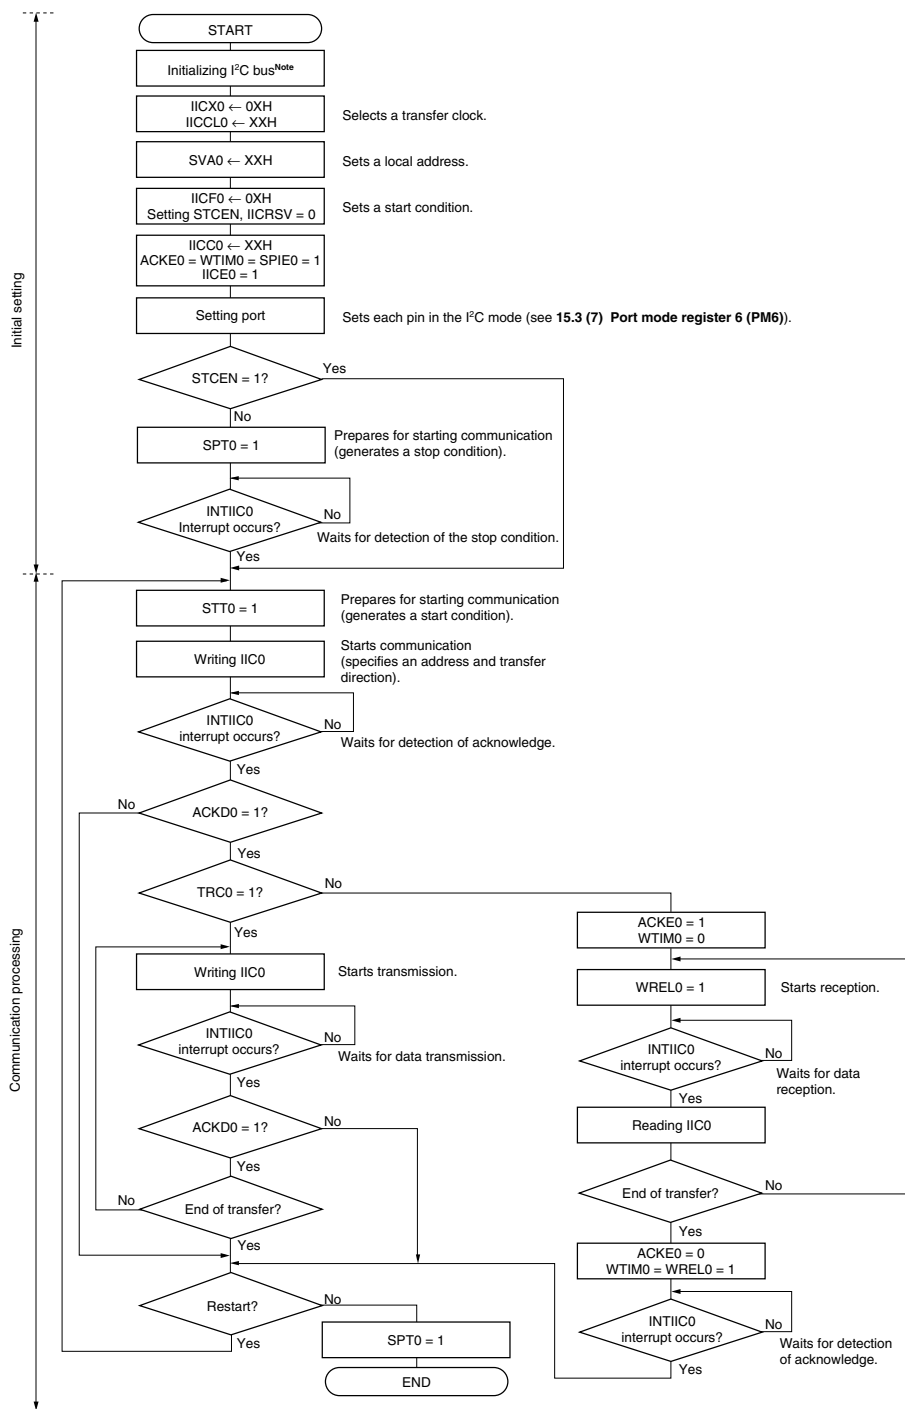 START
Initializing I²C bus^Note
IICX0 ← 0XH
IICCL0 ← XXH
Selects a transfer clock.
SVA0 ← XXH
Sets a local address.
IICF0 ← 0XH
Setting STCEN, IICRSV = 0
Sets a start condition.
IICC0 ← XXH
ACKE0 = WTIM0 = SPIE0 = 1
IICE0 = 1
Setting port
Sets each pin in the I²C mode (see 15.3 (7) Port mode register 6 (PM6)).
Initial setting
STCEN = 1?
Yes
No
SPT0 = 1
Prepares for starting communication
(generates a stop condition).
INTIIC0
Interrupt occurs?
No
Waits for detection of the stop condition.
Yes
STT0 = 1
Prepares for starting communication
(generates a start condition).
Writing IIC0
Starts communication
(specifies an address and transfer
direction).
INTIIC0
interrupt occurs?
No
Waits for detection of acknowledge.
Yes
ACKD0 = 1?
No
Yes
TRC0 = 1?
No
Yes
Communication processing
Writing IIC0
Starts transmission.
INTIIC0
interrupt occurs?
No
Waits for data transmission.
Yes
ACKD0 = 1?
No
Yes
End of transfer?
No
Yes
Restart?
No
Yes
SPT0 = 1
END
ACKE0 = 1
WTIM0 = 0
WREL0 = 1
Starts reception.
INTIIC0
interrupt occurs?
No
Waits for data
reception.
Yes
Reading IIC0
End of transfer?
No
Yes
ACKE0 = 0
WTIM0 = WREL0 = 1
INTIIC0
interrupt occurs?
No
Waits for detection
of acknowledge.
Yes